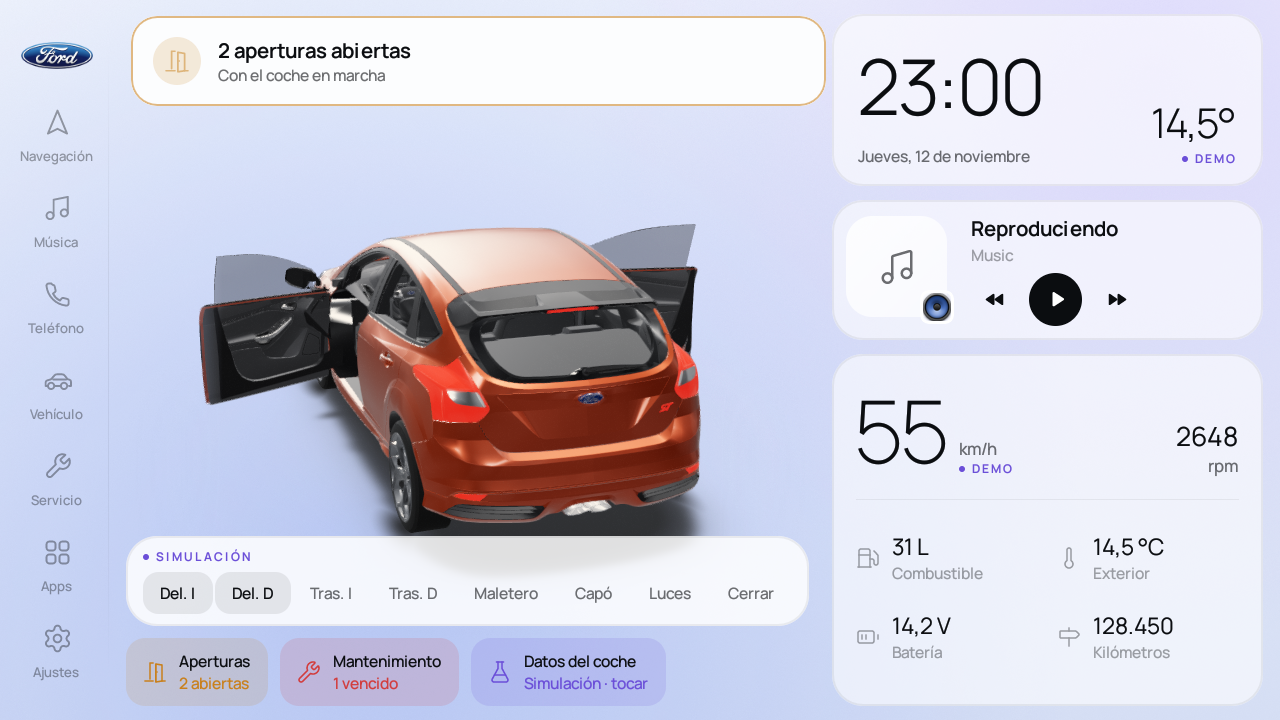 Ford
Navegación
Música
Teléfono
Vehículo
Servicio
Apps
Ajustes
2 aperturas abiertas
Con el coche en marcha
SIMULACIÓN
Del. I
Del. D
Tras. I
Tras. D
Maletero
Capó
Luces
Cerrar
Aperturas
2 abiertas
Mantenimiento
1 vencido
Datos del coche
Simulación · tocar
23:00
14,5°
Jueves, 12 de noviembre
DEMO
Reproduciendo
Music
55 km/h
DEMO
2648
rpm
31 L
Combustible
14,5 °C
Exterior
14,2 V
Batería
128.450
Kilómetros